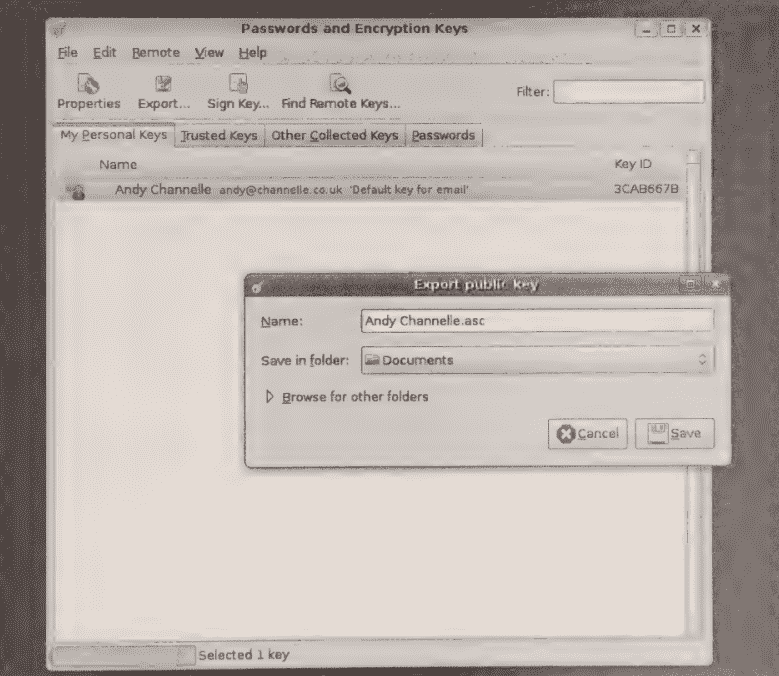 Passwords and Encryption Keys
File Edit Remote View Help
Properties Export... Sign Key... Find Remote Keys... Filter:
My Personal Keys Trusted Keys Other Collected Keys Passwords
Name Key ID
Andy Channelle andy@channelle.co.uk 'Default key for email' 3CAB667B
Export public key
Name: Andy Channelle.asc
Save in folder: Documents
Browse for other folders
Cancel Save
Selected 1 key